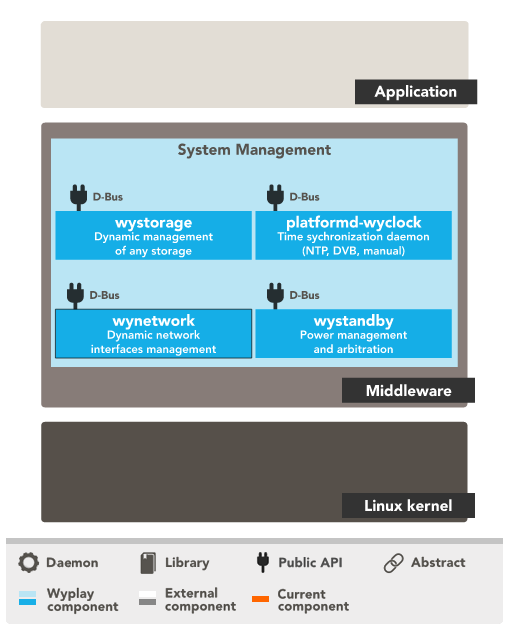 Application
System Management
D-Bus
D-Bus
wystorage
Dynamic management
of any storage
platformd-wyclock
Time sychronization daemon
(NTP, DVB, manual)
D-Bus
D-Bus
wynetwork
Dynamic network
interfaces management
wystandby
Power management
and arbitration
Middleware
Linux kernel
Daemon
Library
Public API
Abstract
Wyplay
component
External
component
Current
component